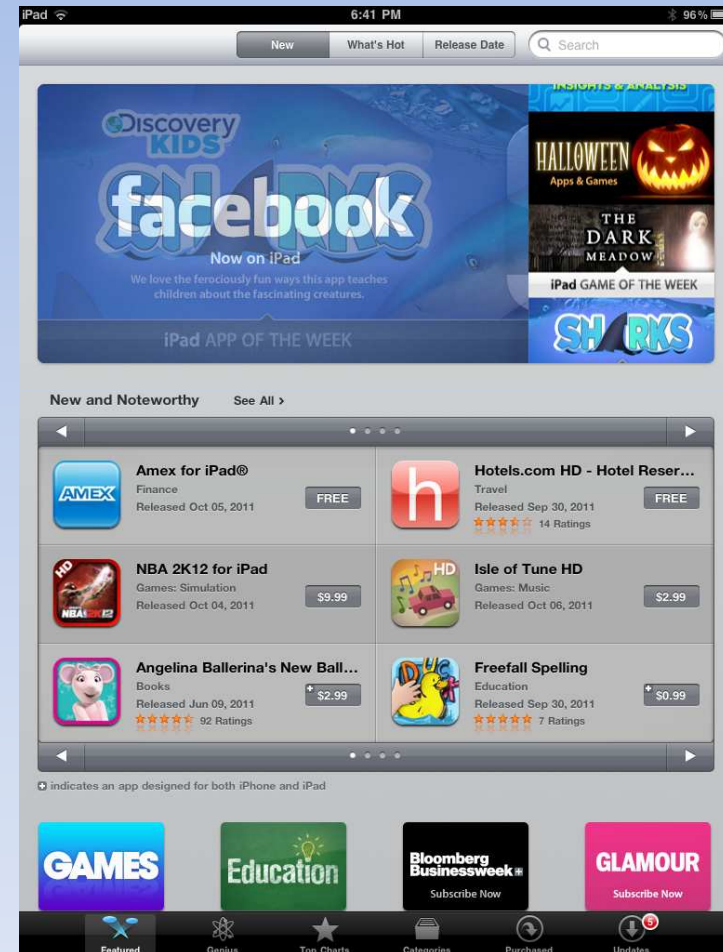 iPad 6:41 PM 96%
New What's Hot Release Date Search
Discovery
KIDS
SHARKS
facebook
Now on iPad
We love the ferociously fun ways this app teaches
children about the fascinating creatures.
iPad APP OF THE WEEK
INSIGHTS & ANALYSIS
HALLOWEEN
Apps & Games
THE
DARK
MEADOW
iPad GAME OF THE WEEK
SHARKS
New and Noteworthy See All >
Amex for iPad®
AMEX
Finance
Released Oct 05, 2011
FREE
Hotels.com HD - Hotel Reser...
h
Travel
Released Sep 30, 2011
14 Ratings
FREE
NBA 2K12 for iPad
HD
NBA 2K12
Games: Simulation
Released Oct 04, 2011
$9.99
Isle of Tune HD
HD
Games: Music
Released Oct 06, 2011
$2.99
Angelina Ballerina's New Ball...
Books
Released Jun 09, 2011
92 Ratings
+ $2.99
Freefall Spelling
DUC
Education
Released Sep 30, 2011
7 Ratings
+ $0.99
+ indicates an app designed for both iPhone and iPad
GAMES
Education
Bloomberg
Businessweek+
Subscribe Now
GLAMOUR
Subscribe Now
5
Featured Genius Top Charts Categories Purchased Updates